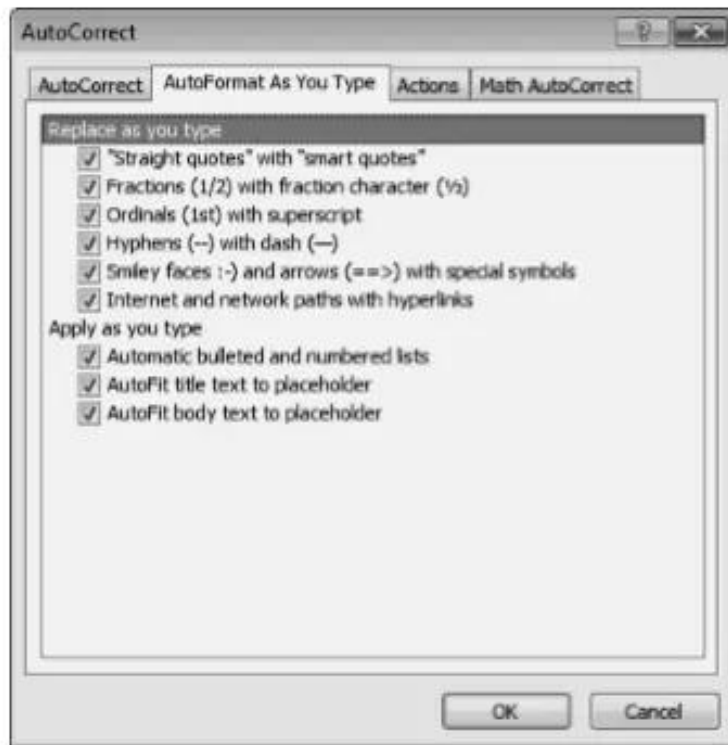 AutoCorrect
AutoCorrect AutoFormat As You Type Actions Math AutoCorrect
Replace as you type
"Straight quotes" with "smart quotes"
Fractions (1/2) with fraction character (½)
Ordinals (1st) with superscript
Hyphens (--) with dash (—)
Smiley faces :-) and arrows (==>) with special symbols
Internet and network paths with hyperlinks
Apply as you type
Automatic bulleted and numbered lists
AutoFit title text to placeholder
AutoFit body text to placeholder
OK Cancel